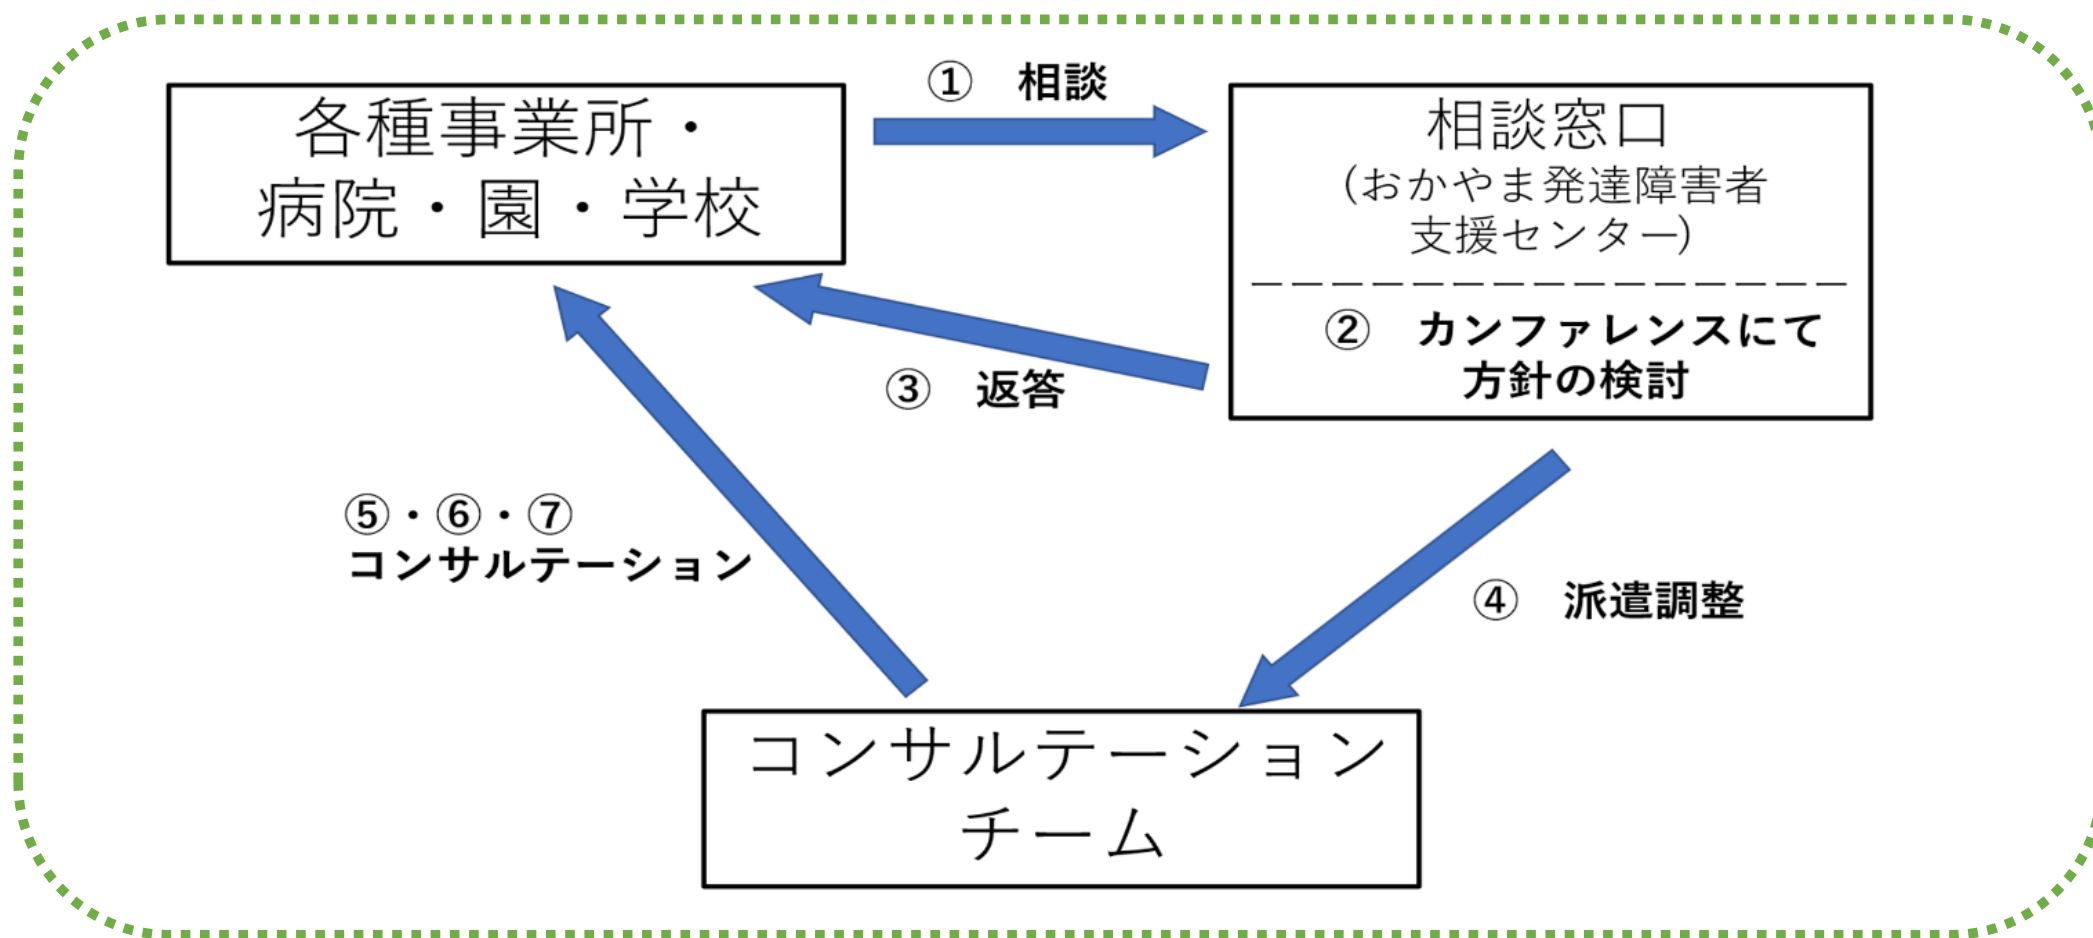 各種事業所・
病院・園・学校
① 相談
相談窓口
(おかやま発達障害者
支援センター)
② カンファレンスにて
方針の検討
③ 返答
④ 派遣調整
⑤・⑥・⑦
コンサルテーション
コンサルテーション
チーム